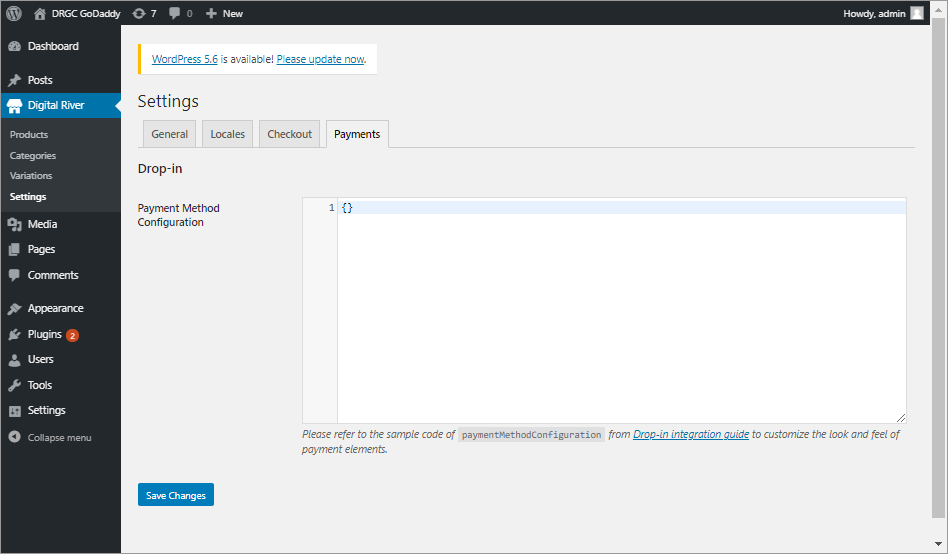 DRGC GoDaddy 7 0 New Howdy, admin
Dashboard
Posts
Digital River
Products
Categories
Variations
Settings
Media
Pages
Comments
Appearance
Plugins 2
Users
Tools
Settings
Collapse menu
WordPress 5.6 is available! Please update now.
Settings
General Locales Checkout Payments
Drop-in
Payment Method
Configuration
1 {}
Please refer to the sample code of paymentMethodConfiguration from Drop-in integration guide to customize the look and feel of
payment elements.
Save Changes